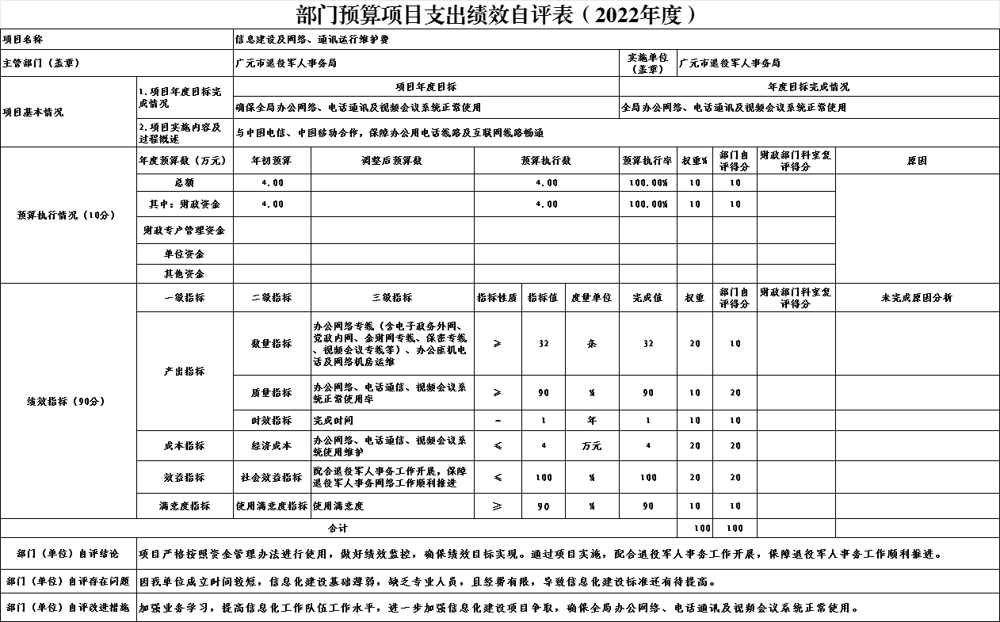 部门预算项目支出绩效自评表（2022年度）
项目名称 信息建设及网络、通讯运行维护费
主管部门（盖章） 广元市退役军人事务局 实施单位（盖章） 广元市退役军人事务局
项目基本情况 1.项目年度目标完成情况 项目年度目标 年度目标完成情况
确保全局办公网络、电话通讯及视频会议系统正常使用 全局办公网络、电话通讯及视频会议系统正常使用
2.项目实施内容及过程概述 与中国电信、中国移动合作，保障办公用电话线路及互联网线路畅通
预算执行情况（10分） 年度预算数（万元） 年初预算 调整后预算数 预算执行数 预算执行率 权重% 部门自评得分 财政部门科室复评得分 原因
总额 4.00 4.00 100.00% 10 10
其中：财政资金 4.00 4.00 100.00% 10 10
财政专户管理资金
单位资金
其他资金
绩效指标（90分） 一级指标 二级指标 三级指标 指标性质 指标值 度量单位 完成值 权重 部门自评得分 财政部门科室复评得分 未完成原因分析
产出指标 数量指标 办公网络专线（含电子政务外网、党政内网、金财网专线、保密专线、视频会议专线等）、办公座机电话及网络机房运维 ≥ 32 条 32 20 10
质量指标 办公网络、电话通信、视频会议系统正常使用率 ≥ 90 % 90 10 20
时效指标 完成时间 － 1 年 1 10 10
成本指标 经济成本 办公网络、电话通信、视频会议系统使用维护 ≤ 4 万元 4 20 20
效益指标 社会效益指标 配合退役军人事务工作开展，保障退役军人事务网络工作顺利推进 ≤ 100 % 100 20 20
满意度指标 使用满意度指标 使用满意度 ≥ 90 % 90 10 10
合计 100 100
部门（单位）自评结论 项目严格按照资金管理办法进行使用，做好绩效监控，确保绩效目标实现。通过项目实施，配合退役军人事务工作开展，保障退役军人事务工作顺利推进。
部门（单位）自评存在问题 因我单位成立时间较短，信息化建设基础薄弱，缺乏专业人员，且经费有限，导致信息化建设标准还有待提高。
部门（单位）自评改进措施 加强业务学习，提高信息化工作队伍工作水平，进一步加强信息化建设项目争取，确保全局办公网络、电话通讯及视频会议系统正常使用。